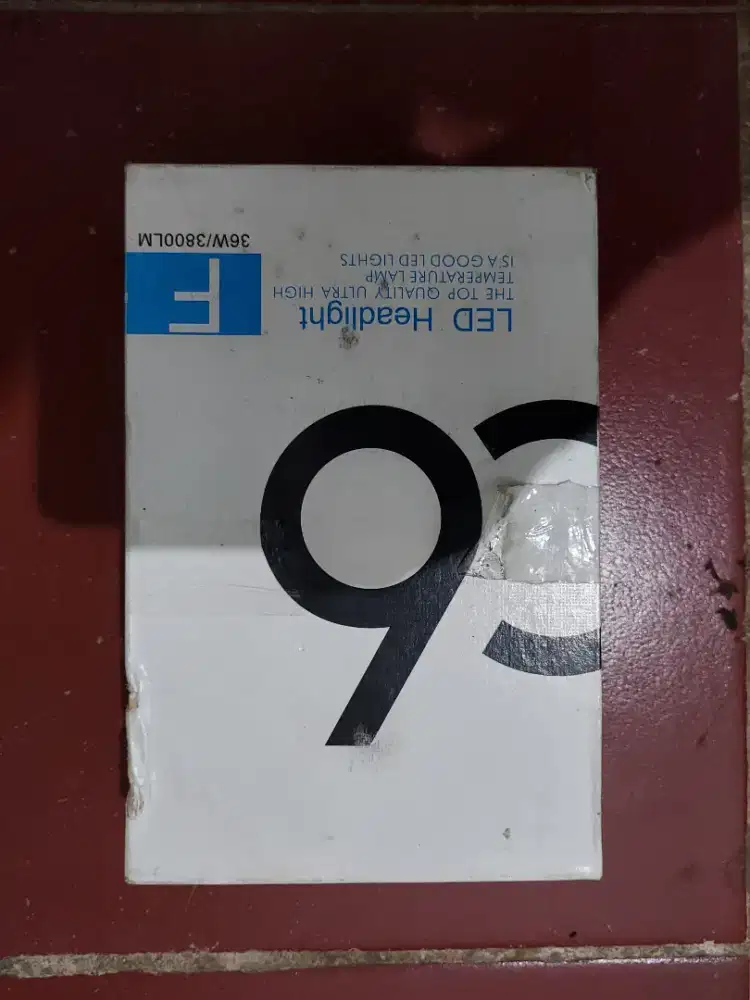 C6
LED Headlight
THE TOP QUALITY ULTRA HIGH
TEMPERATURE LAMP
IS A GOOD LED LIGHTS
F
36W/3800LM